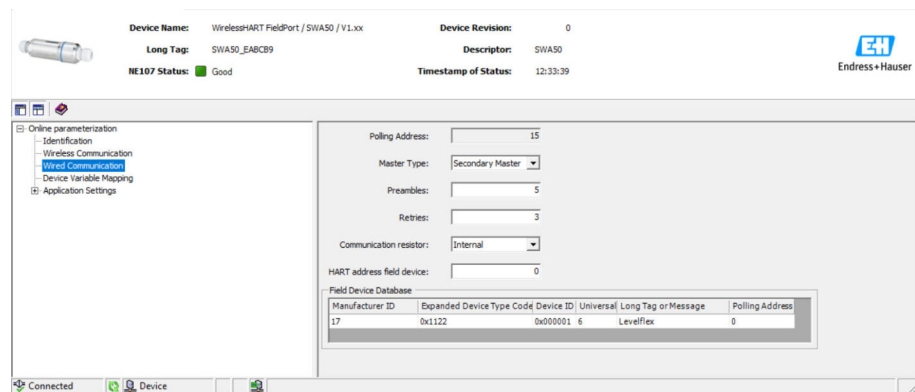 Device Name: WirelessHART FieldPort / SWA50 / V1.xx Device Revision: 0
Long Tag: SWA50_EABCB9 Descriptor: SWA50
NE107 Status: Good Timestamp of Status: 12:33:39
EH
Endress+Hauser
Online parameterization
Identification
Wireless Communication
Wired Communication
Device Variable Mapping
Application Settings
Polling Address: 15
Master Type: Secondary Master
Preambles: 5
Retries: 3
Communication resistor: Internal
HART address field device: 0
Field Device Database
Manufacturer ID Expanded Device Type Code Device ID Universal Long Tag or Message Polling Address
17 0x1122 0x000001 6 Levelflex 0
Connected Device